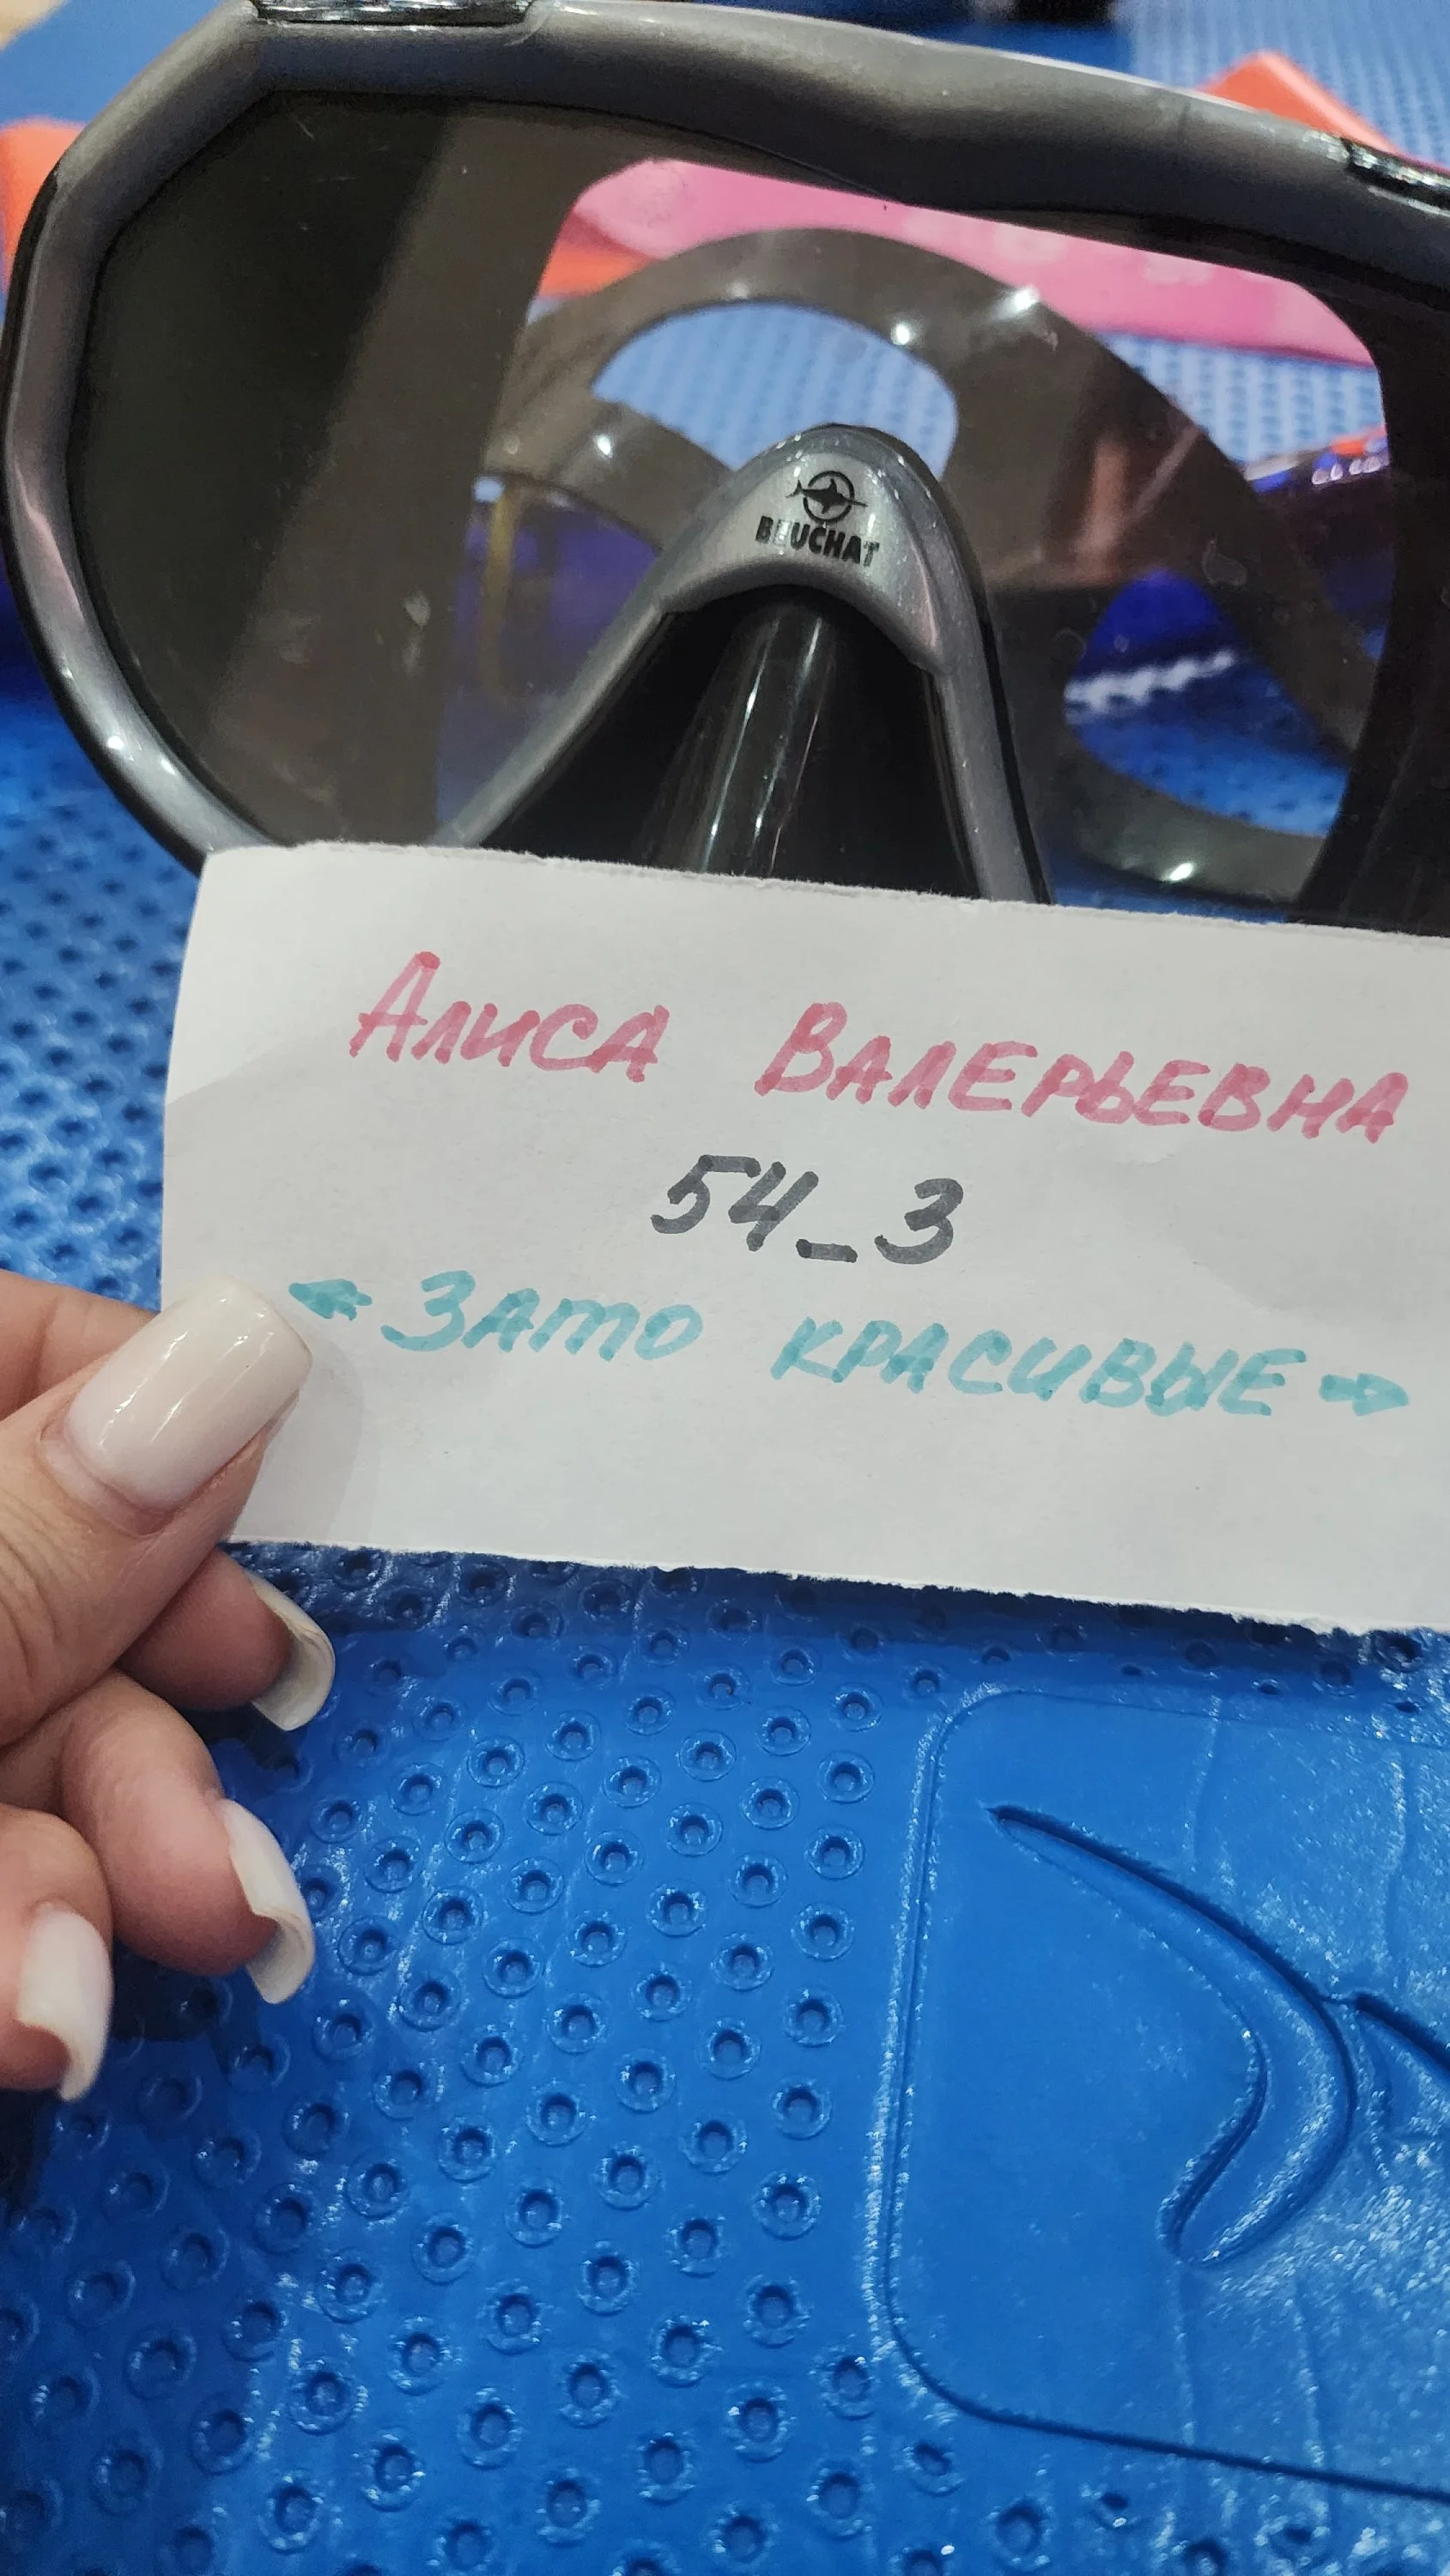 BEUCHAT
Алиса Валерьевна
54_3
Зато красивые